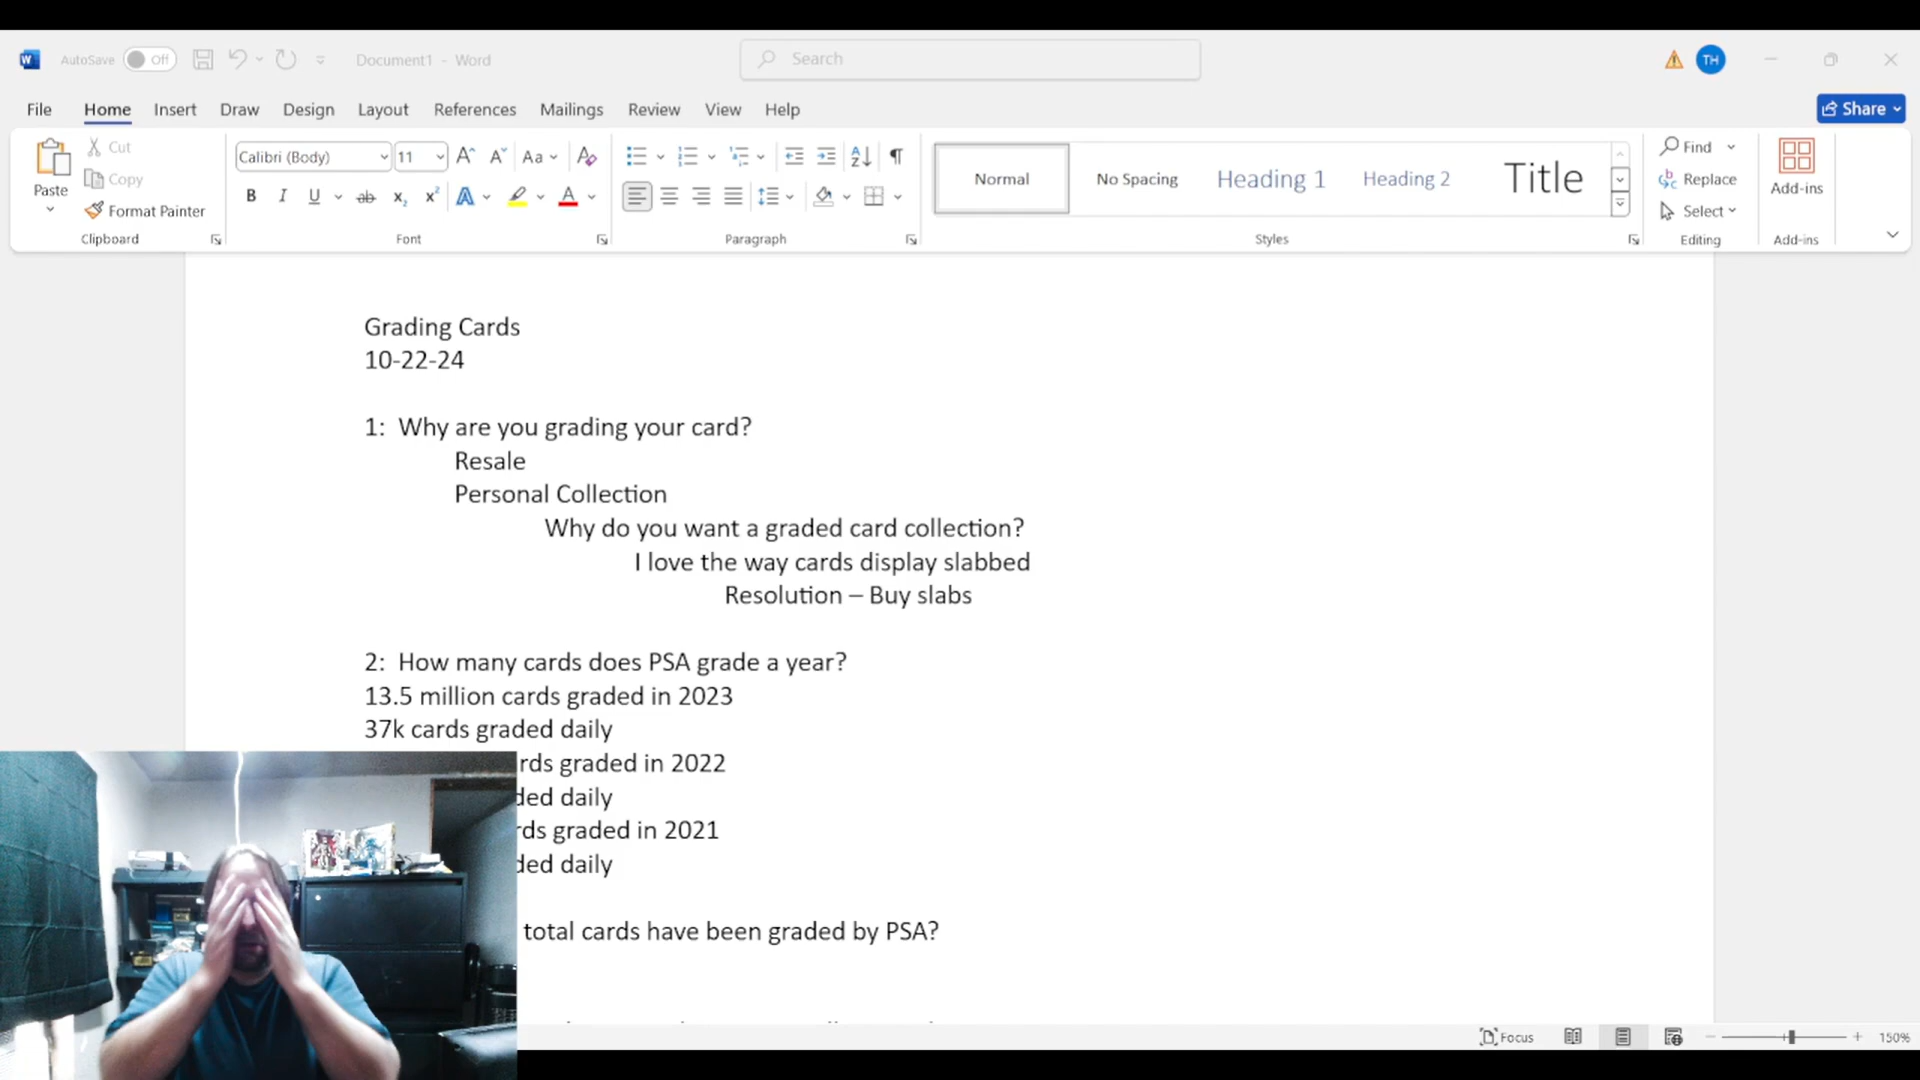 AutoSave Off Document1 - Word Search TH
File Home Insert Draw Design Layout References Mailings Review View Help Share
Paste Cut Copy Format Painter Clipboard
Calibri (Body) 11 Aa Font
Paragraph
Normal No Spacing Heading 1 Heading 2 Title Styles
Find Replace Select Editing
Add-ins Add-ins
Grading Cards
10-22-24
1: Why are you grading your card?
Resale
Personal Collection
Why do you want a graded card collection?
I love the way cards display slabbed
Resolution – Buy slabs
2: How many cards does PSA grade a year?
13.5 million cards graded in 2023
37k cards graded daily
rds graded in 2022
ded daily
rds graded in 2021
ded daily
total cards have been graded by PSA?
Focus 150%